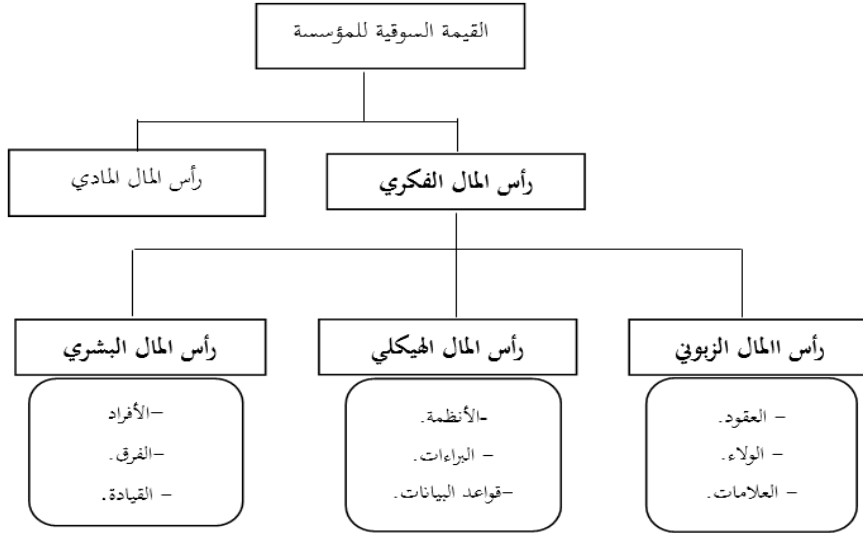 القيمة السوقية للمؤسسة
رأس المال الفكري
رأس المال المادي
رأس االمال الزبوني
رأس المال الهيكلي
رأس المال البشري
– العقود.
– الولاء.
– العلامات.
-الأنظمة.
– البراءات.
–قواعد البيانات.
–الأفراد
–الفرق.
– القيادة.